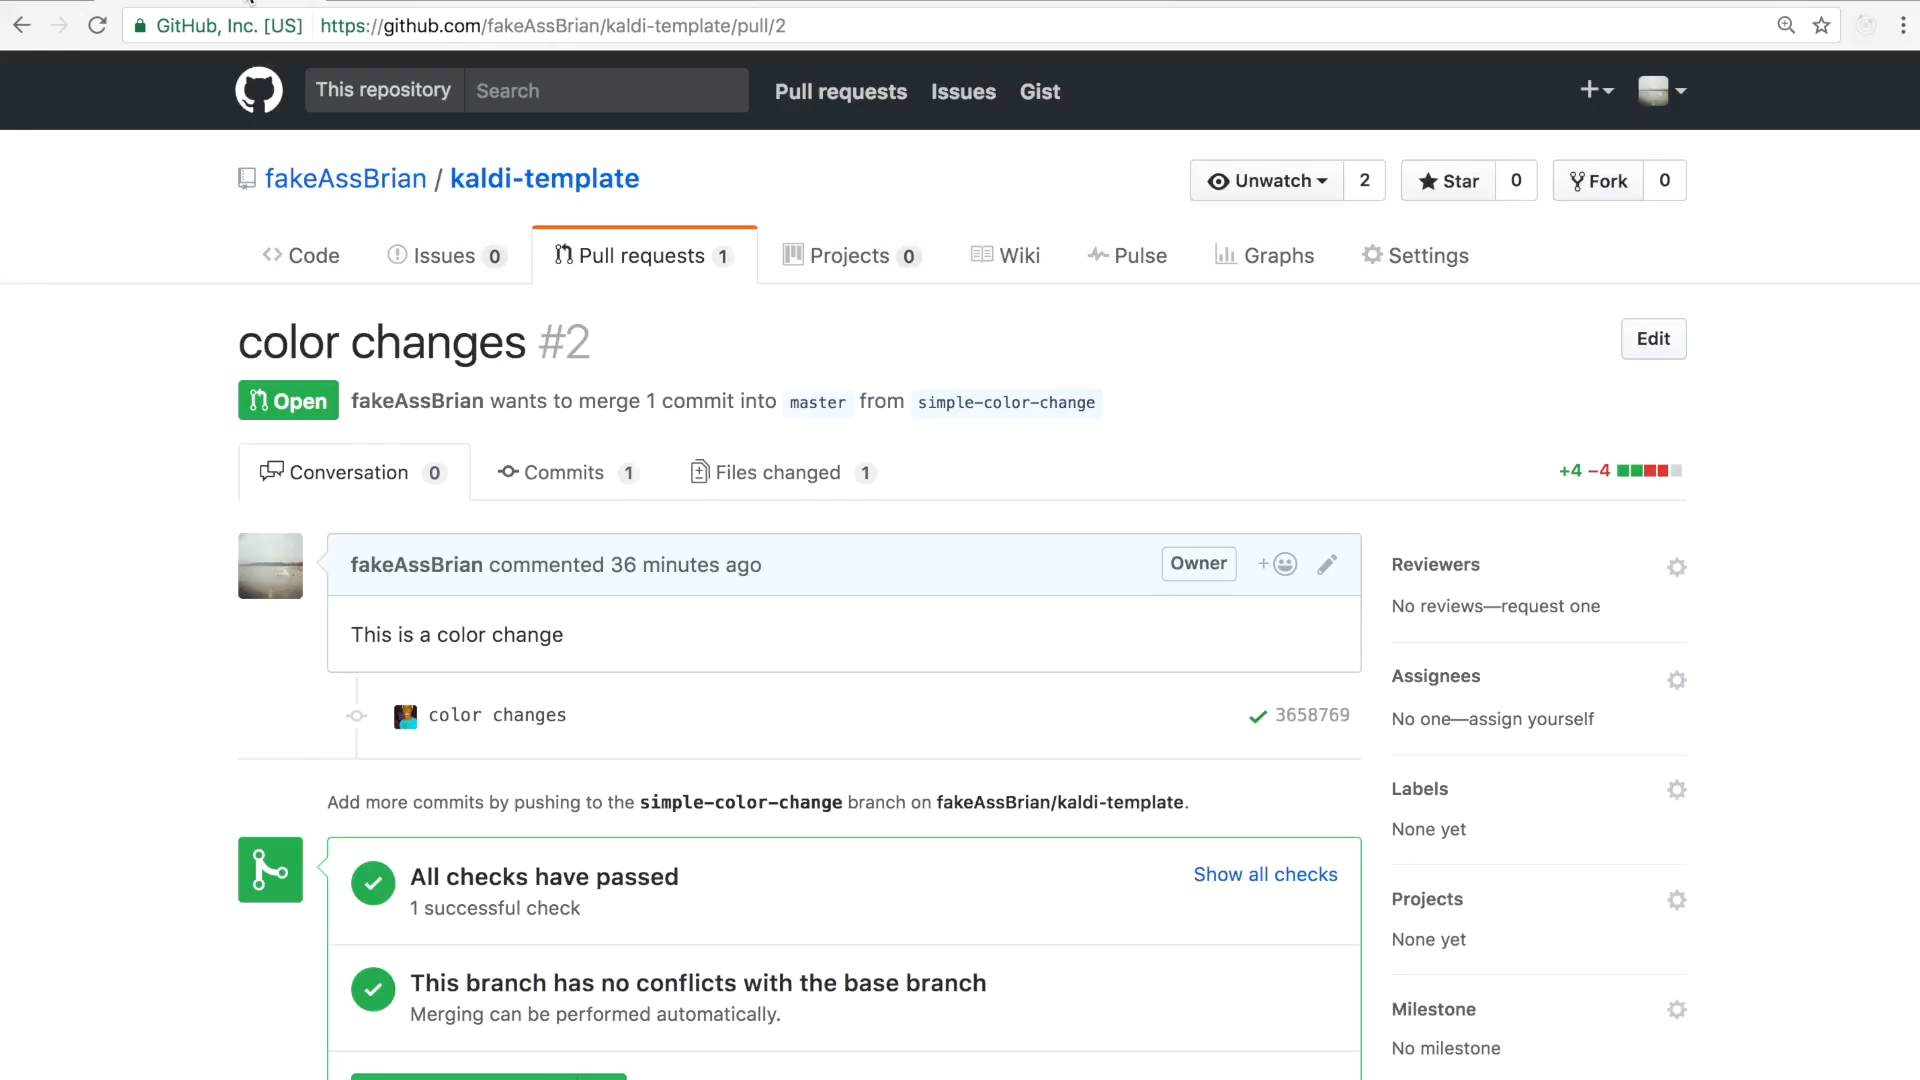 GitHub, Inc. [US] https://github.com/fakeAssBrian/kaldi-template/pull/2
This repository Search Pull requests Issues Gist
fakeAssBrian / kaldi-template Unwatch 2 Star 0 Fork 0
Code Issues 0 Pull requests 1 Projects 0 Wiki Pulse Graphs Settings
color changes #2 Edit
Open fakeAssBrian wants to merge 1 commit into master from simple-color-change
Conversation 0 Commits 1 Files changed 1 +4 −4
fakeAssBrian commented 36 minutes ago Owner
This is a color change
color changes 3658769
Add more commits by pushing to the simple-color-change branch on fakeAssBrian/kaldi-template.
All checks have passed Show all checks
1 successful check
This branch has no conflicts with the base branch
Merging can be performed automatically.
Reviewers
No reviews—request one
Assignees
No one—assign yourself
Labels
None yet
Projects
None yet
Milestone
No milestone